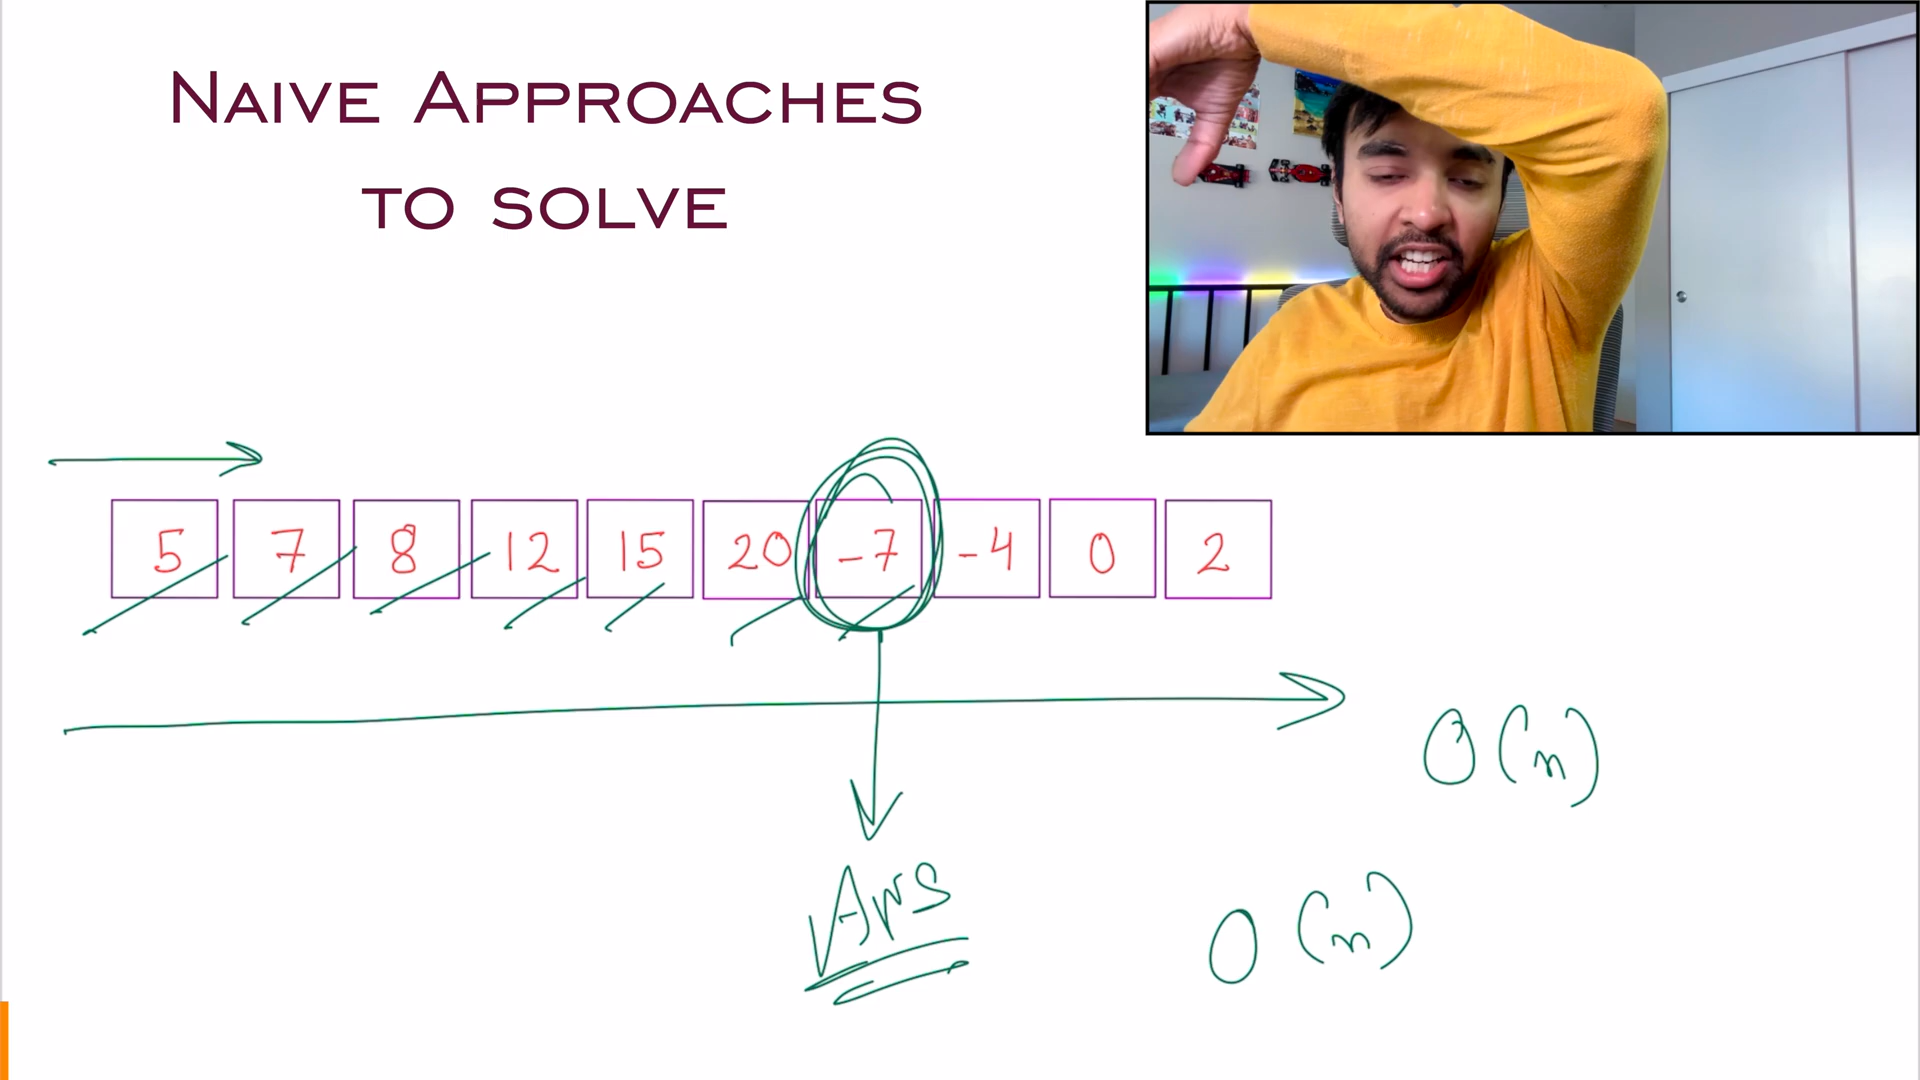 NAIVE APPROACHES
TO SOLVE
5 7 8 12 15 20 -7 -4 0 2
O(n)
Ans
O(n)